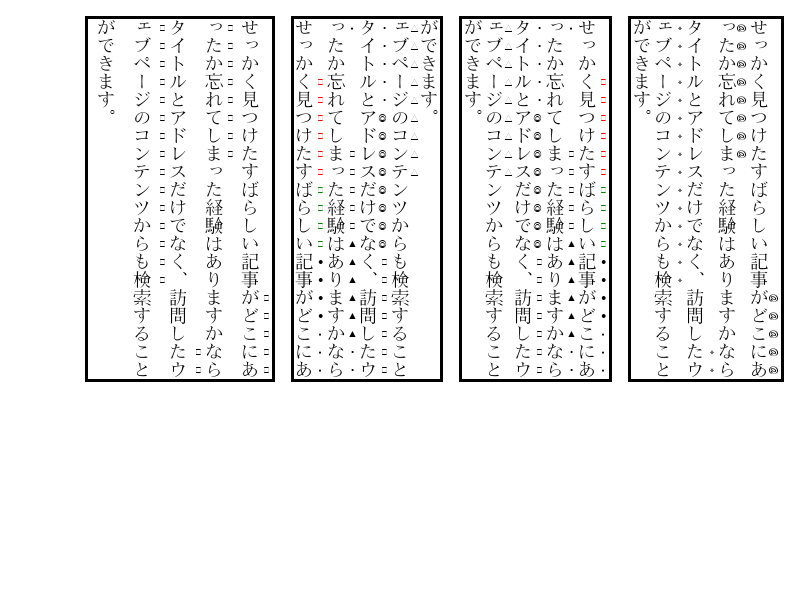 せっかく見つけたすばらしい記事がどこにあ
ったか忘れてしまった経験はありますかなら
タイトルとアドレスだけでなく、訪問したウ
ェブページのコンテンツからも検索すること
ができます。
せっかく見つけたすばらしい記事がどこにあ
ったか忘れてしまった経験はありますかなら
タイトルとアドレスだけでなく、訪問したウ
ェブページのコンテンツからも検索すること
ができます。
せっかく見つけたすばらしい記事がどこにあ
ったか忘れてしまった経験はありますかなら
タイトルとアドレスだけでなく、訪問したウ
ェブページのコンテンツからも検索すること
ができます。
せっかく見つけたすばらしい記事がどこにあ
ったか忘れてしまった経験はありますかなら
タイトルとアドレスだけでなく、訪問したウ
ェブページのコンテンツからも検索すること
ができます。